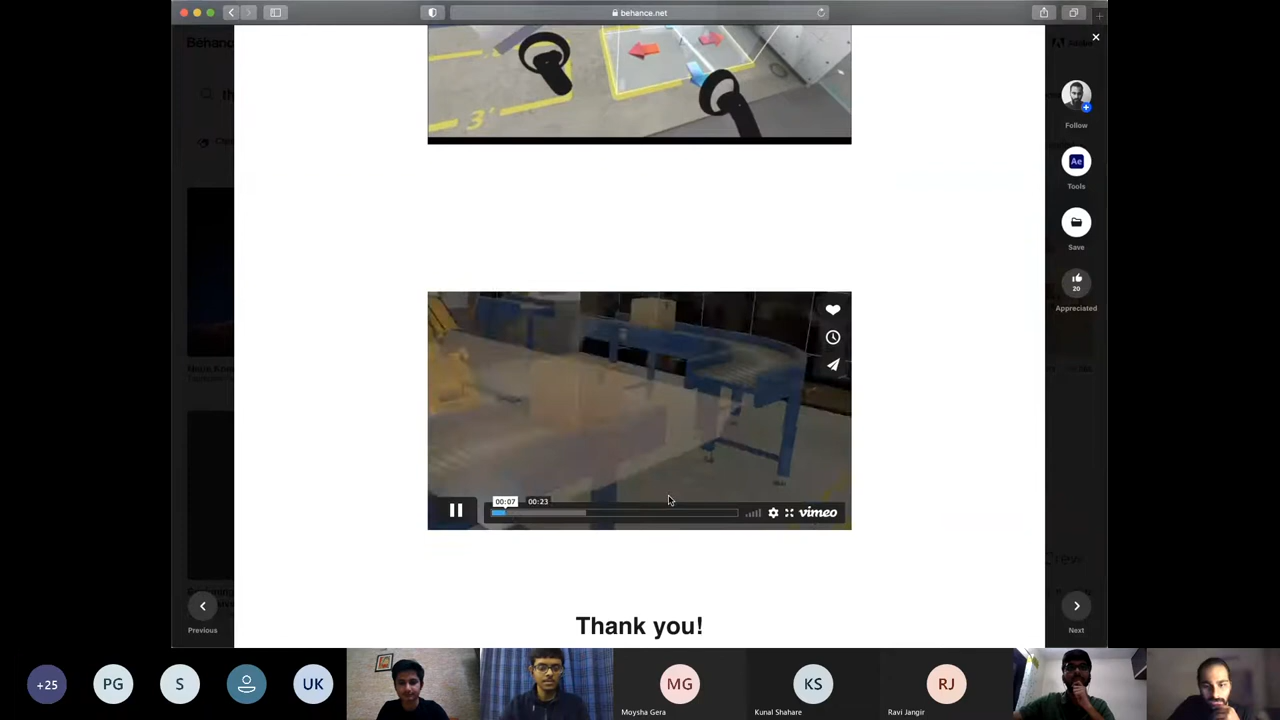 behance.net
Follow
Ae
Tools
Save
20
Appreciated
3'
00:07
00:23
vimeo
Thank you!
Previous
Next
+25
PG
S
UK
MG
Moysha Gera
KS
Kunal Shahare
RJ
Ravi Jangir